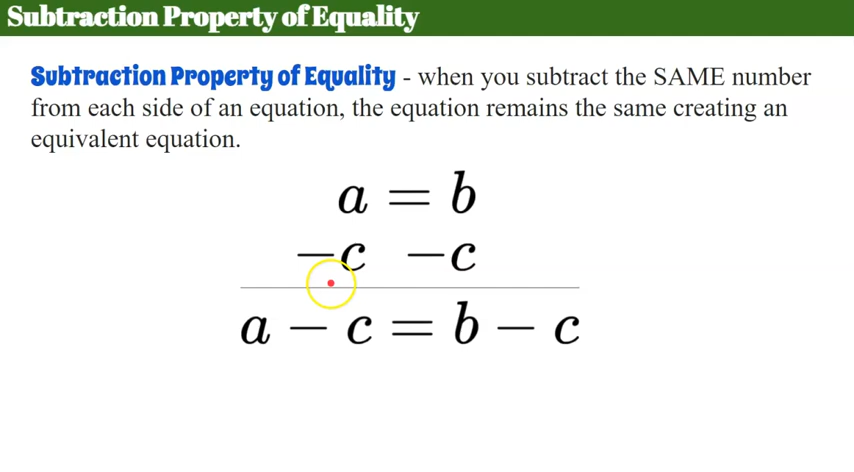 Subtraction Property of Equality
Subtraction Property of Equality - when you subtract the SAME number
from each side of an equation, the equation remains the same creating an
equivalent equation.
a = b
−c −c
a − c = b − c